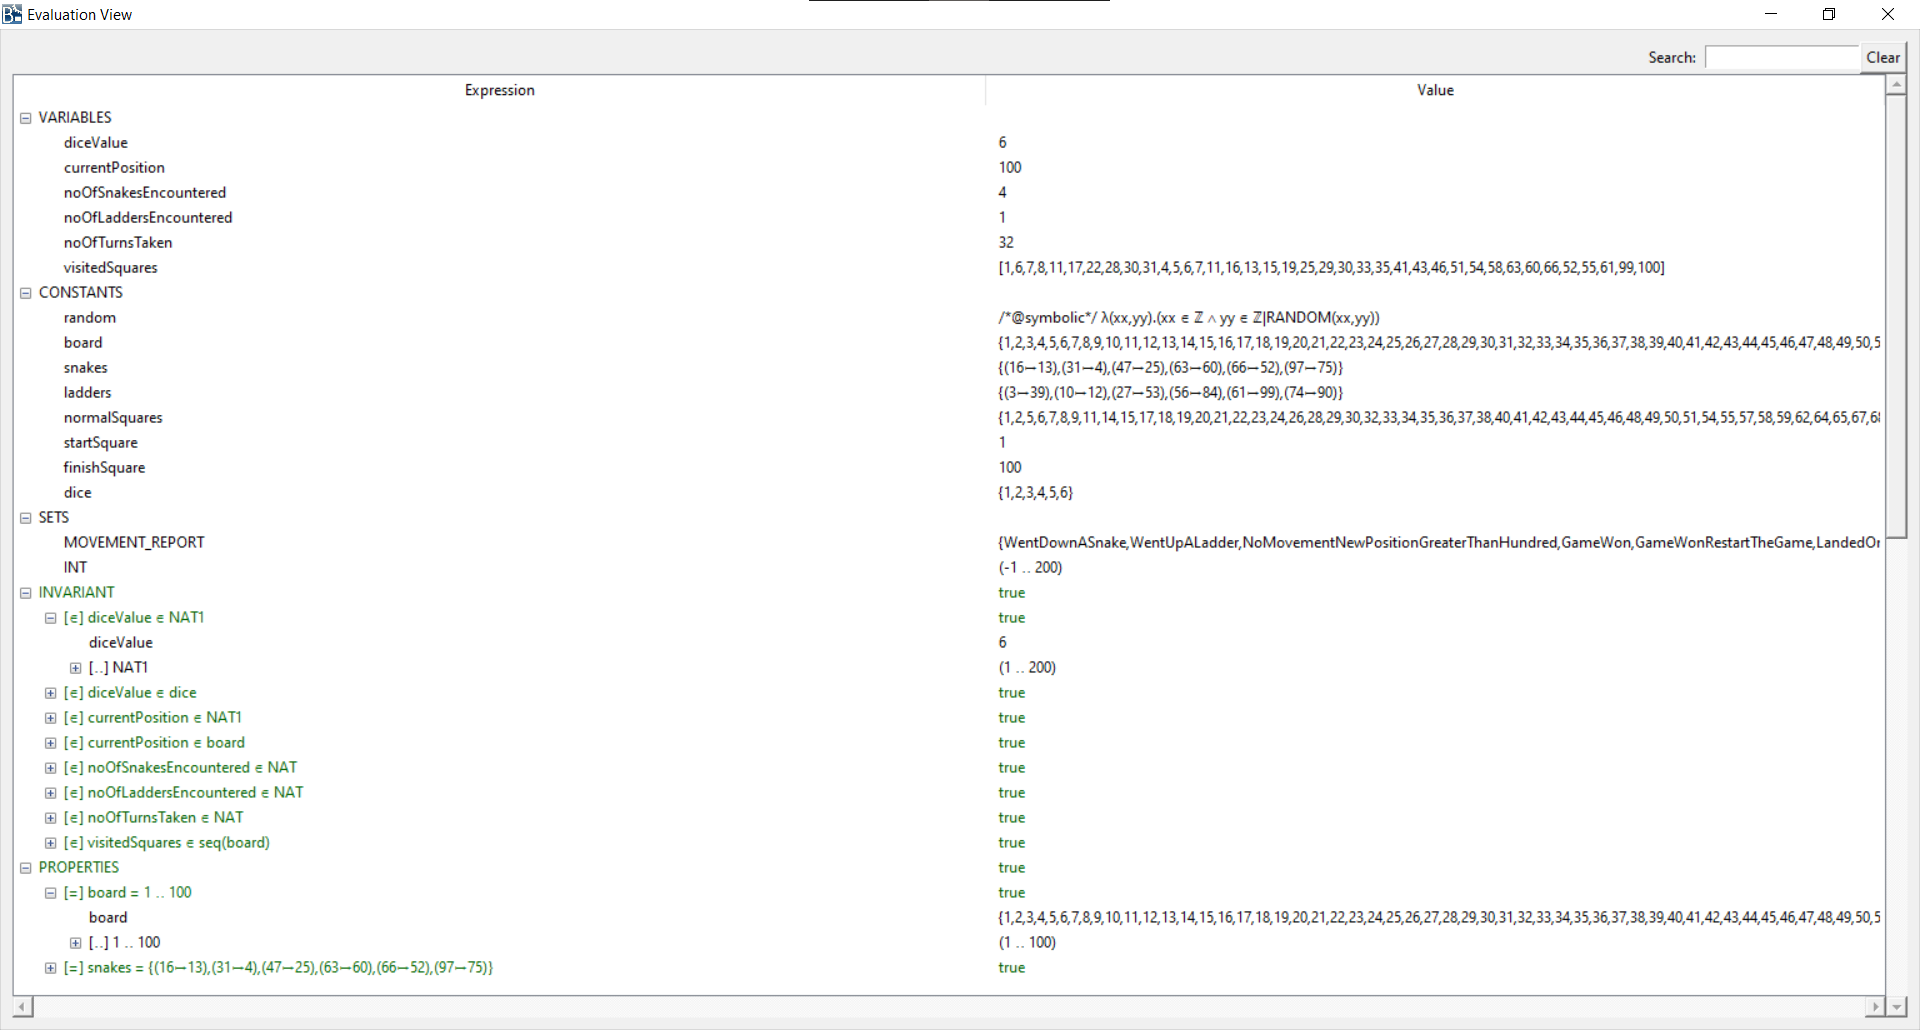 Evaluation View
Search: Clear
Expression Value
VARIABLES
diceValue 6
currentPosition 100
noOfSnakesEncountered 4
noOfLaddersEncountered 1
noOfTurnsTaken 32
visitedSquares [1,6,7,8,11,17,22,28,30,31,4,5,6,7,11,16,13,15,19,25,29,30,33,35,41,43,46,51,54,58,63,60,66,52,55,61,99,100]
CONSTANTS
random /*@symbolic*/ λ(xx,yy).(xx ∈ ℤ ∧ yy ∈ ℤ|RANDOM(xx,yy))
board {1,2,3,4,5,6,7,8,9,10,11,12,13,14,15,16,17,18,19,20,21,22,23,24,25,26,27,28,29,30,31,32,33,34,35,36,37,38,39,40,41,42,43,44,45,46,47,48,49,50,5
snakes {(16↦13),(31↦4),(47↦25),(63↦60),(66↦52),(97↦75)}
ladders {(3↦39),(10↦12),(27↦53),(56↦84),(61↦99),(74↦90)}
normalSquares {1,2,5,6,7,8,9,11,14,15,17,18,19,20,21,22,23,24,26,28,29,30,32,33,34,35,36,37,38,40,41,42,43,44,45,46,48,49,50,51,54,55,57,58,59,62,64,65,67,68
startSquare 1
finishSquare 100
dice {1,2,3,4,5,6}
SETS
MOVEMENT_REPORT {WentDownASnake,WentUpALadder,NoMovementNewPositionGreaterThanHundred,GameWon,GameWonRestartTheGame,LandedOn
INT (-1 .. 200)
INVARIANT true
[∈] diceValue ∈ NAT1 true
diceValue 6
[..] NAT1 (1 .. 200)
[∈] diceValue ∈ dice true
[∈] currentPosition ∈ NAT1 true
[∈] currentPosition ∈ board true
[∈] noOfSnakesEncountered ∈ NAT true
[∈] noOfLaddersEncountered ∈ NAT true
[∈] noOfTurnsTaken ∈ NAT true
[∈] visitedSquares ∈ seq(board) true
PROPERTIES true
[=] board = 1 .. 100 true
board {1,2,3,4,5,6,7,8,9,10,11,12,13,14,15,16,17,18,19,20,21,22,23,24,25,26,27,28,29,30,31,32,33,34,35,36,37,38,39,40,41,42,43,44,45,46,47,48,49,50,5
[..] 1 .. 100 (1 .. 100)
[=] snakes = {(16↦13),(31↦4),(47↦25),(63↦60),(66↦52),(97↦75)} true